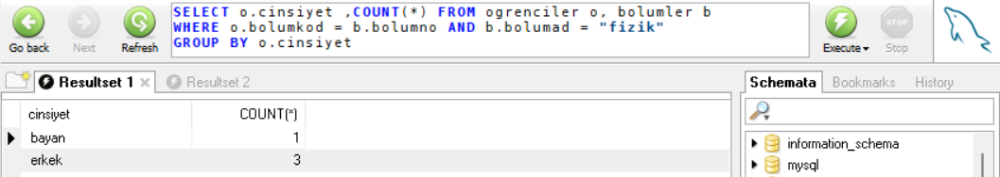 SELECT o.cinsiyet ,COUNT(*) FROM ogrenciler o, bolumler b
WHERE o.bolumkod = b.bolumno AND b.bolumad = "fizik"
GROUP BY o.cinsiyet
Go back Next Refresh Execute Stop
STOP
Resultset 1 Resultset 2
Schemata Bookmarks History
cinsiyet COUNT(*)
bayan 1
erkek 3
information_schema
mysql